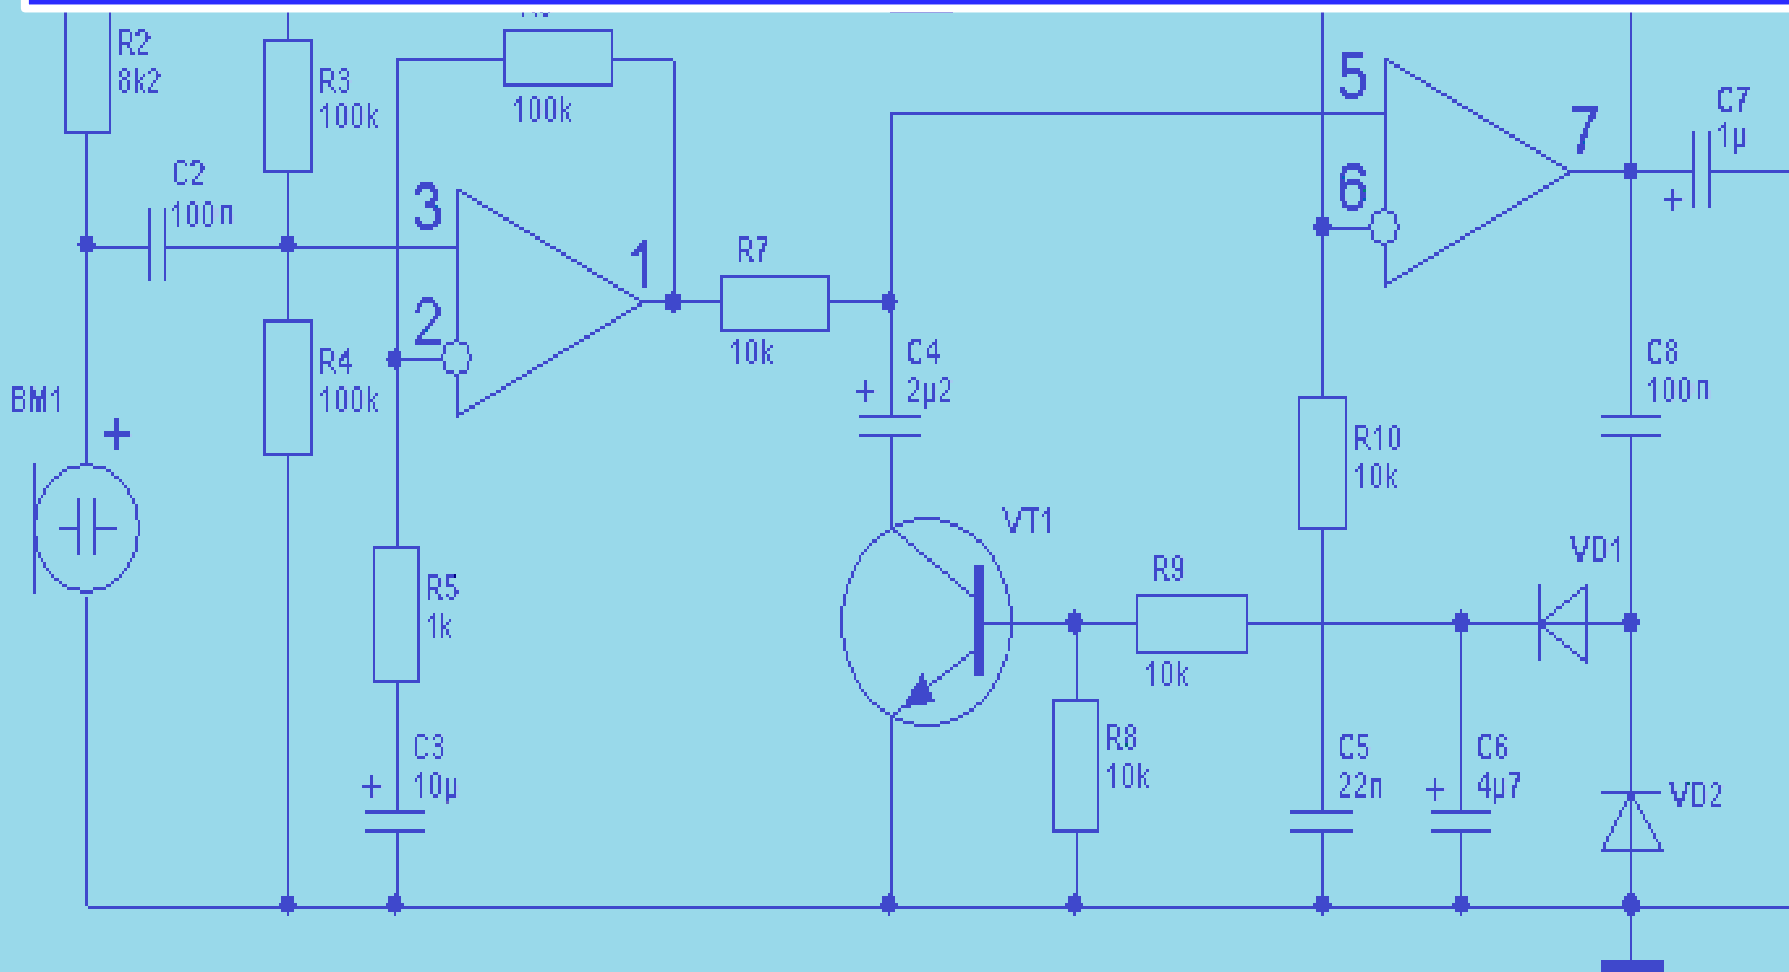 R2
8k2
R3
100k
100k
C2
100n
3
2
1
R7
10k
5
6
7
C7
1µ
+
BM1
+
R4
100k
C4
+ 2µ2
C8
100n
R10
10k
VT1
R9
10k
VD1
R5
1k
C3
+ 10µ
R8
10k
C5
22n
C6
+ 4µ7
VD2